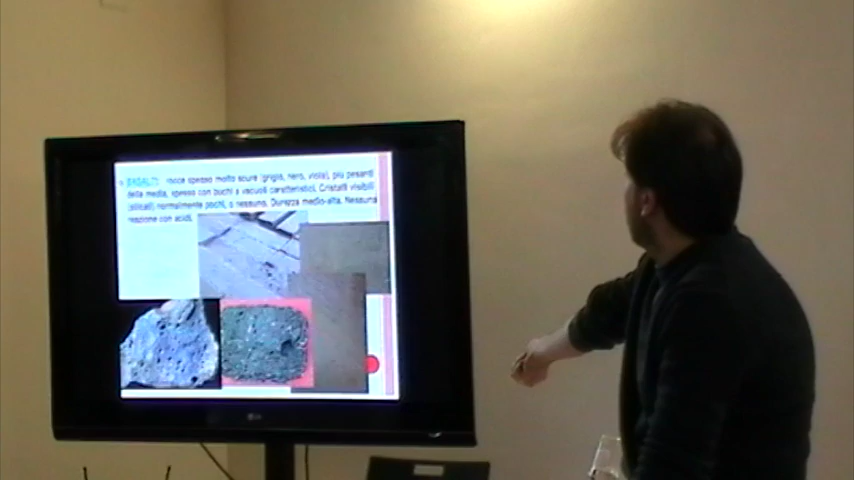 BASALTI: rocce spesso molto scure (grigio, nero, viola), più pesanti
della media, spesso con buchi e vacuoli caratteristici. Cristalli visibili
(silicati) normalmente pochi, o nessuno. Durezza medio-alta. Nessuna
reazione con acidi.
LG